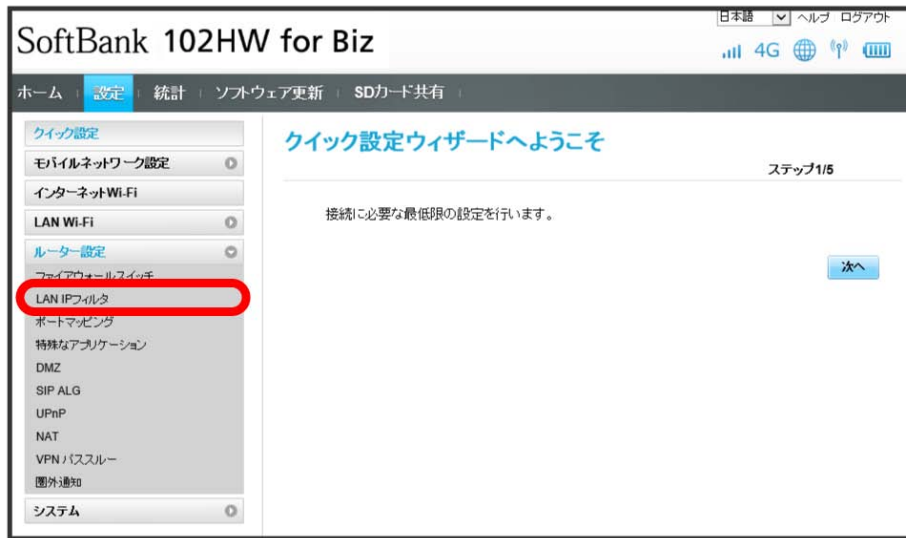 日本語 ヘルプ ログアウト
SoftBank 102HW for Biz
4G
ホーム 設定 統計 ソフトウェア更新 SDカード共有
クイック設定
モバイルネットワーク設定
インターネットWi-Fi
LAN Wi-Fi
ルーター設定
ファイアウォールスイッチ
LAN IPフィルタ
ポートマッピング
特殊なアプリケーション
DMZ
SIP ALG
UPnP
NAT
VPN パススルー
圏外通知
システム
クイック設定ウィザードへようこそ
ステップ1/5
接続に必要な最低限の設定を行います。
次へ